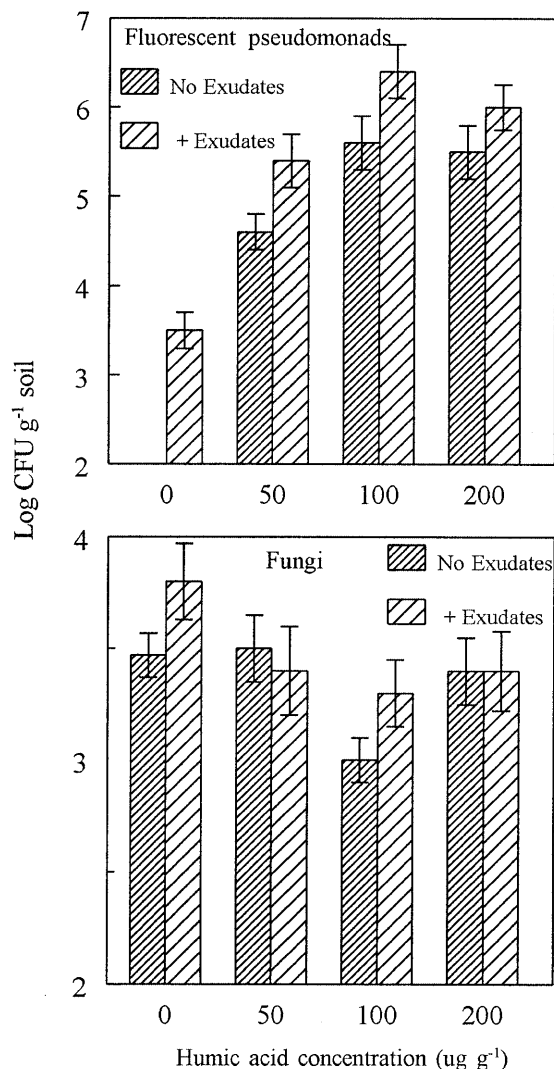 7
Fluorescent pseudomonads
No Exudates
+ Exudates
6
5
4
3
2
0 50 100 200
Log CFU g⁻¹ soil
4
Fungi
No Exudates
+ Exudates
3
2
0 50 100 200
Humic acid concentration (ug g⁻¹)